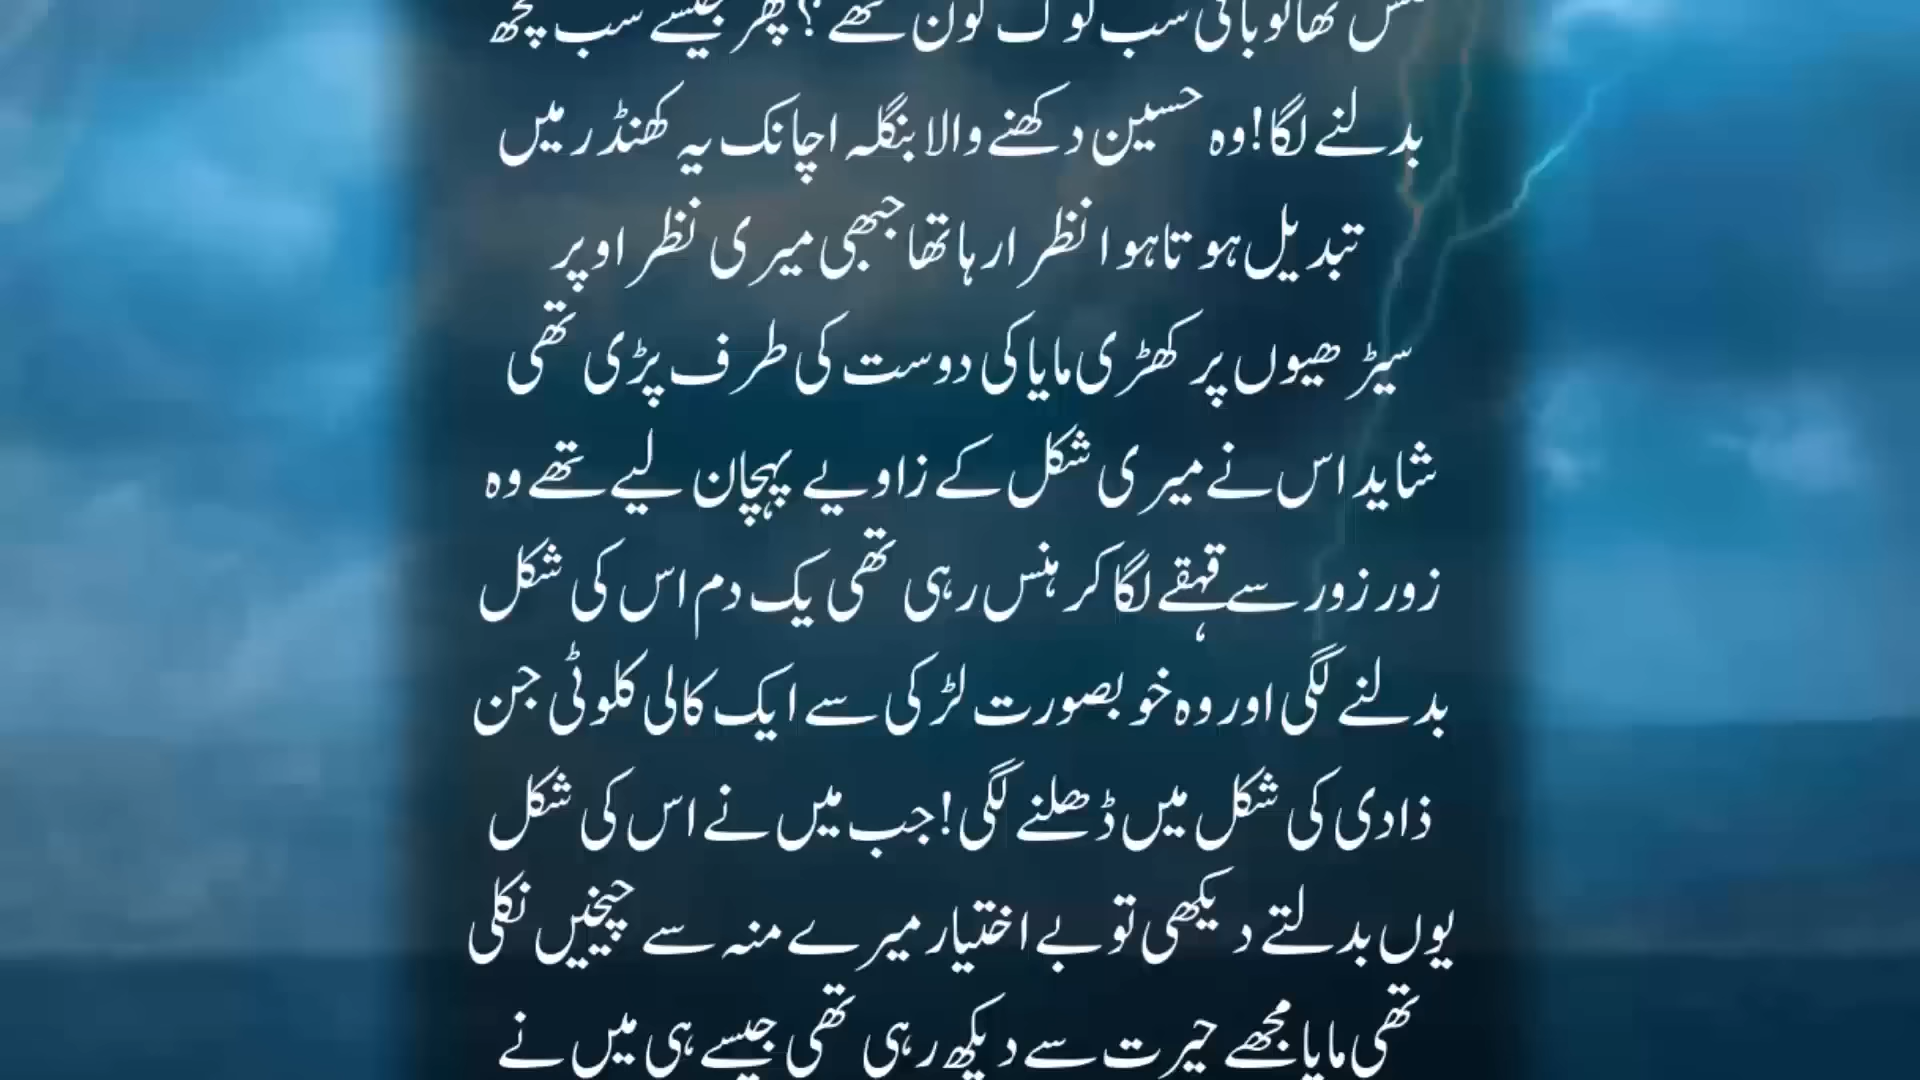 تھا تو باقی سب لوگ کون تھے؟ پھر جیسے سب کچھ
بدلنے لگا! وہ حسین دکھنے والا بنگلہ اچانک یہ کھنڈر میں
تبدیل ہوتا ہوا نظر ارہا تھا جبھی میری نظر اوپر
سیڑھیوں پر کھڑی مایا کی دوست کی طرف پڑی تھی
شاید اس نے میری شکل کے زاویے پہچان لیے تھے وہ
زور زور سے قہقے لگا کر ہنس رہی تھی یک دم اس کی شکل
بدلنے لگی اور وہ خوبصورت لڑکی سے ایک کالی کلوٹی جن
ذادی کی شکل میں ڈھلنے لگی! جب میں نے اس کی شکل
یوں بدلتے دیکھی تو بے اختیار میرے منہ سے چیخیں نکلی
تھی مایا مجھے حیرت سے دیکھ رہی تھی جیسے ہی میں نے